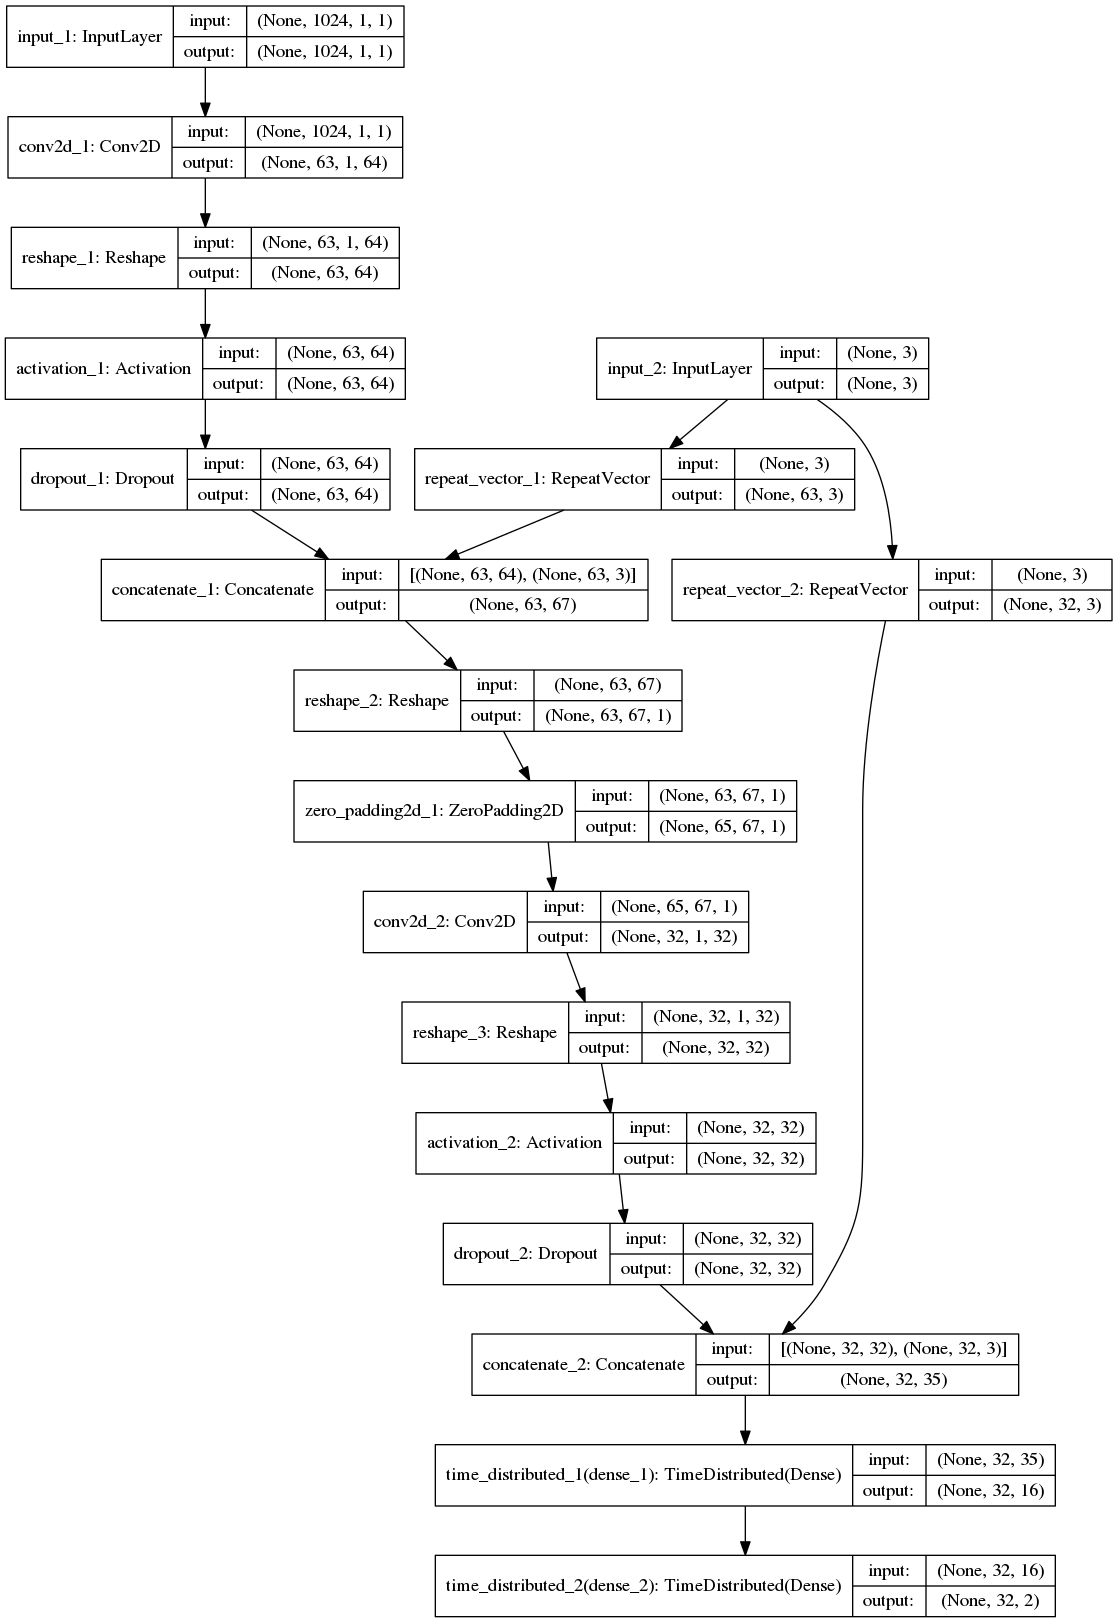 input_1: InputLayer input: (None, 1024, 1, 1)
output: (None, 1024, 1, 1)
conv2d_1: Conv2D input: (None, 1024, 1, 1)
output: (None, 63, 1, 64)
reshape_1: Reshape input: (None, 63, 1, 64)
output: (None, 63, 64)
activation_1: Activation input: (None, 63, 64)
output: (None, 63, 64)
input_2: InputLayer input: (None, 3)
output: (None, 3)
dropout_1: Dropout input: (None, 63, 64)
output: (None, 63, 64)
repeat_vector_1: RepeatVector input: (None, 3)
output: (None, 63, 3)
concatenate_1: Concatenate input: [(None, 63, 64), (None, 63, 3)]
output: (None, 63, 67)
repeat_vector_2: RepeatVector input: (None, 3)
output: (None, 32, 3)
reshape_2: Reshape input: (None, 63, 67)
output: (None, 63, 67, 1)
zero_padding2d_1: ZeroPadding2D input: (None, 63, 67, 1)
output: (None, 65, 67, 1)
conv2d_2: Conv2D input: (None, 65, 67, 1)
output: (None, 32, 1, 32)
reshape_3: Reshape input: (None, 32, 1, 32)
output: (None, 32, 32)
activation_2: Activation input: (None, 32, 32)
output: (None, 32, 32)
dropout_2: Dropout input: (None, 32, 32)
output: (None, 32, 32)
concatenate_2: Concatenate input: [(None, 32, 32), (None, 32, 3)]
output: (None, 32, 35)
time_distributed_1(dense_1): TimeDistributed(Dense) input: (None, 32, 35)
output: (None, 32, 16)
time_distributed_2(dense_2): TimeDistributed(Dense) input: (None, 32, 16)
output: (None, 32, 2)